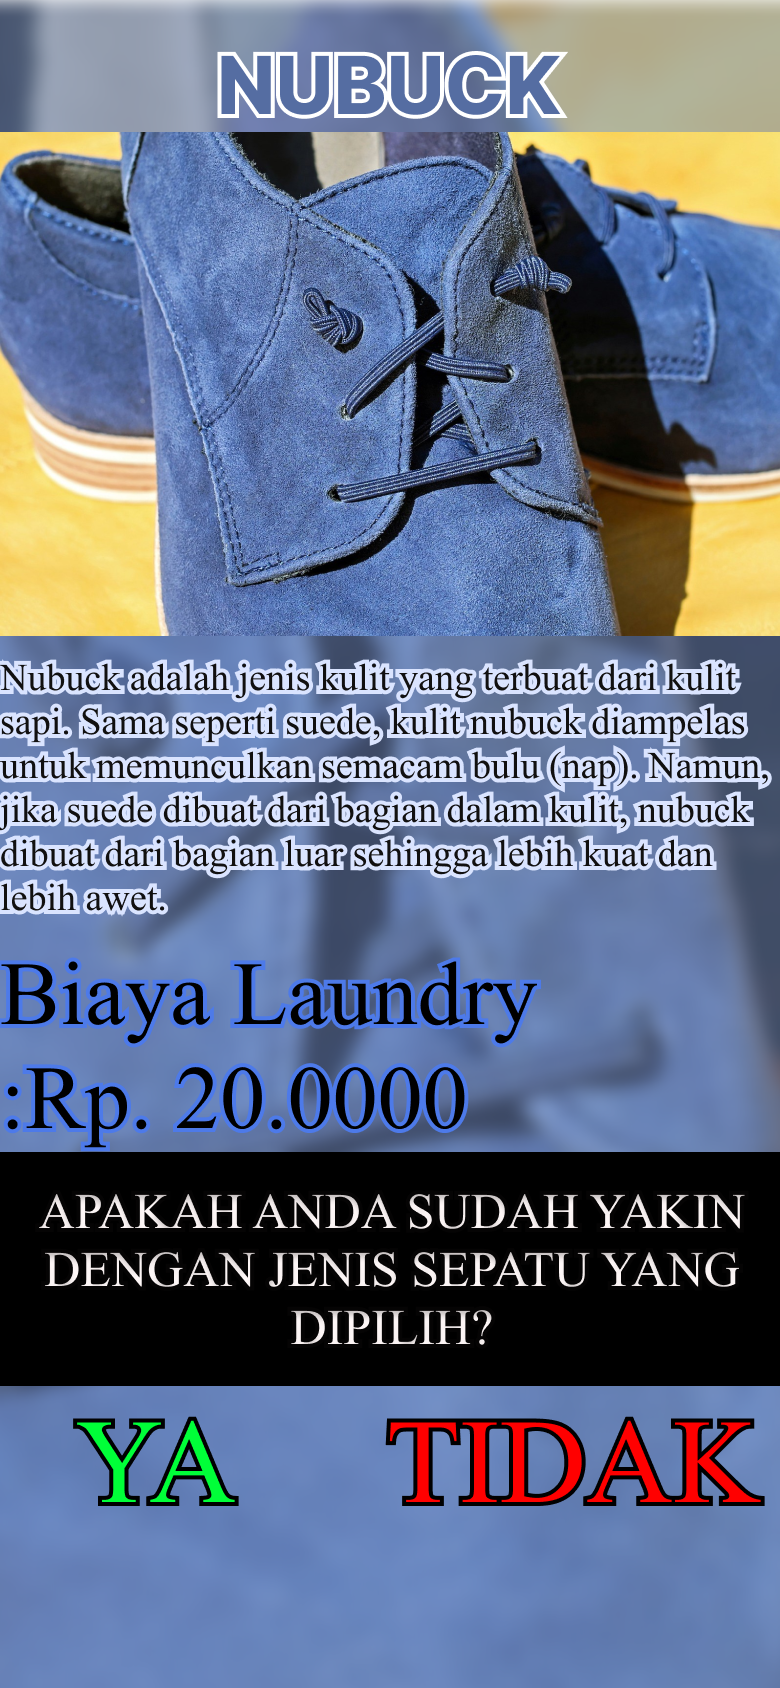 NUBUCK
Nubuck adalah jenis kulit yang terbuat dari kulit
sapi. Sama seperti suede, kulit nubuck diampelas
untuk memunculkan semacam bulu (nap). Namun,
jika suede dibuat dari bagian dalam kulit, nubuck
dibuat dari bagian luar sehingga lebih kuat dan
lebih awet.
Biaya Laundry
:Rp. 20.0000
APAKAH ANDA SUDAH YAKIN
DENGAN JENIS SEPATU YANG
DIPILIH?
YA TIDAK